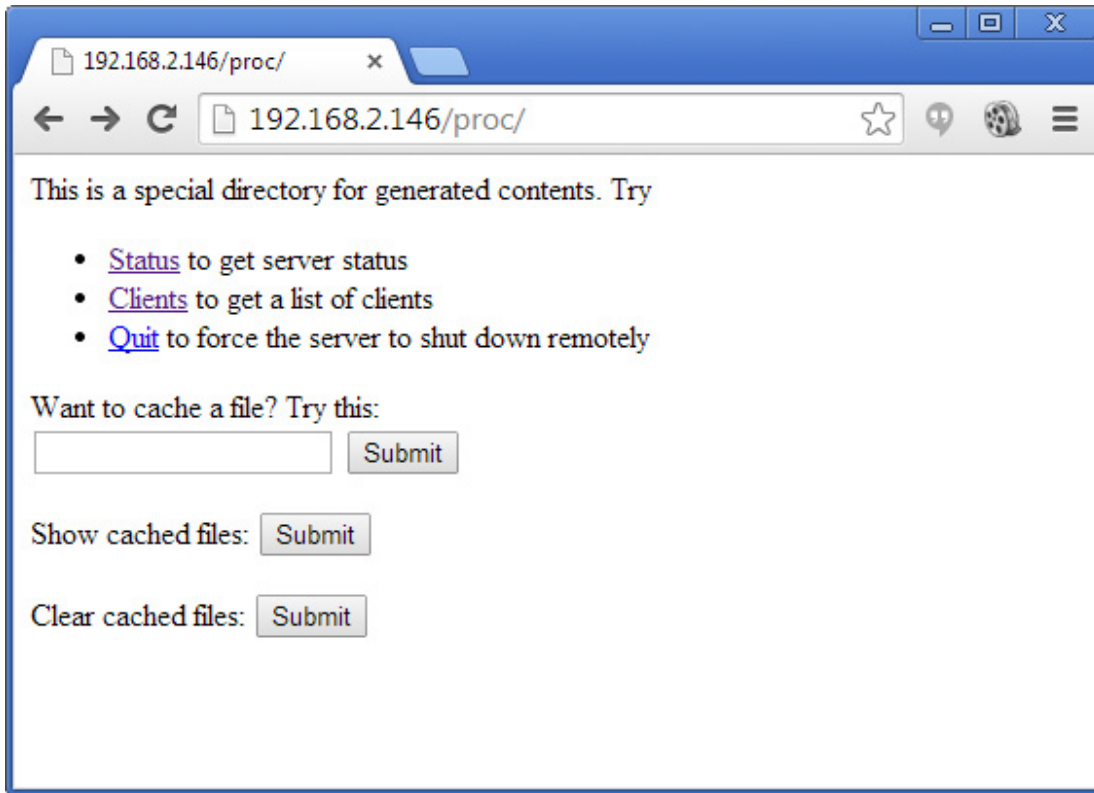 192.168.2.146/proc/
192.168.2.146/proc/
This is a special directory for generated contents. Try
• Status to get server status
• Clients to get a list of clients
• Quit to force the server to shut down remotely
Want to cache a file? Try this:
Submit
Show cached files: Submit
Clear cached files: Submit